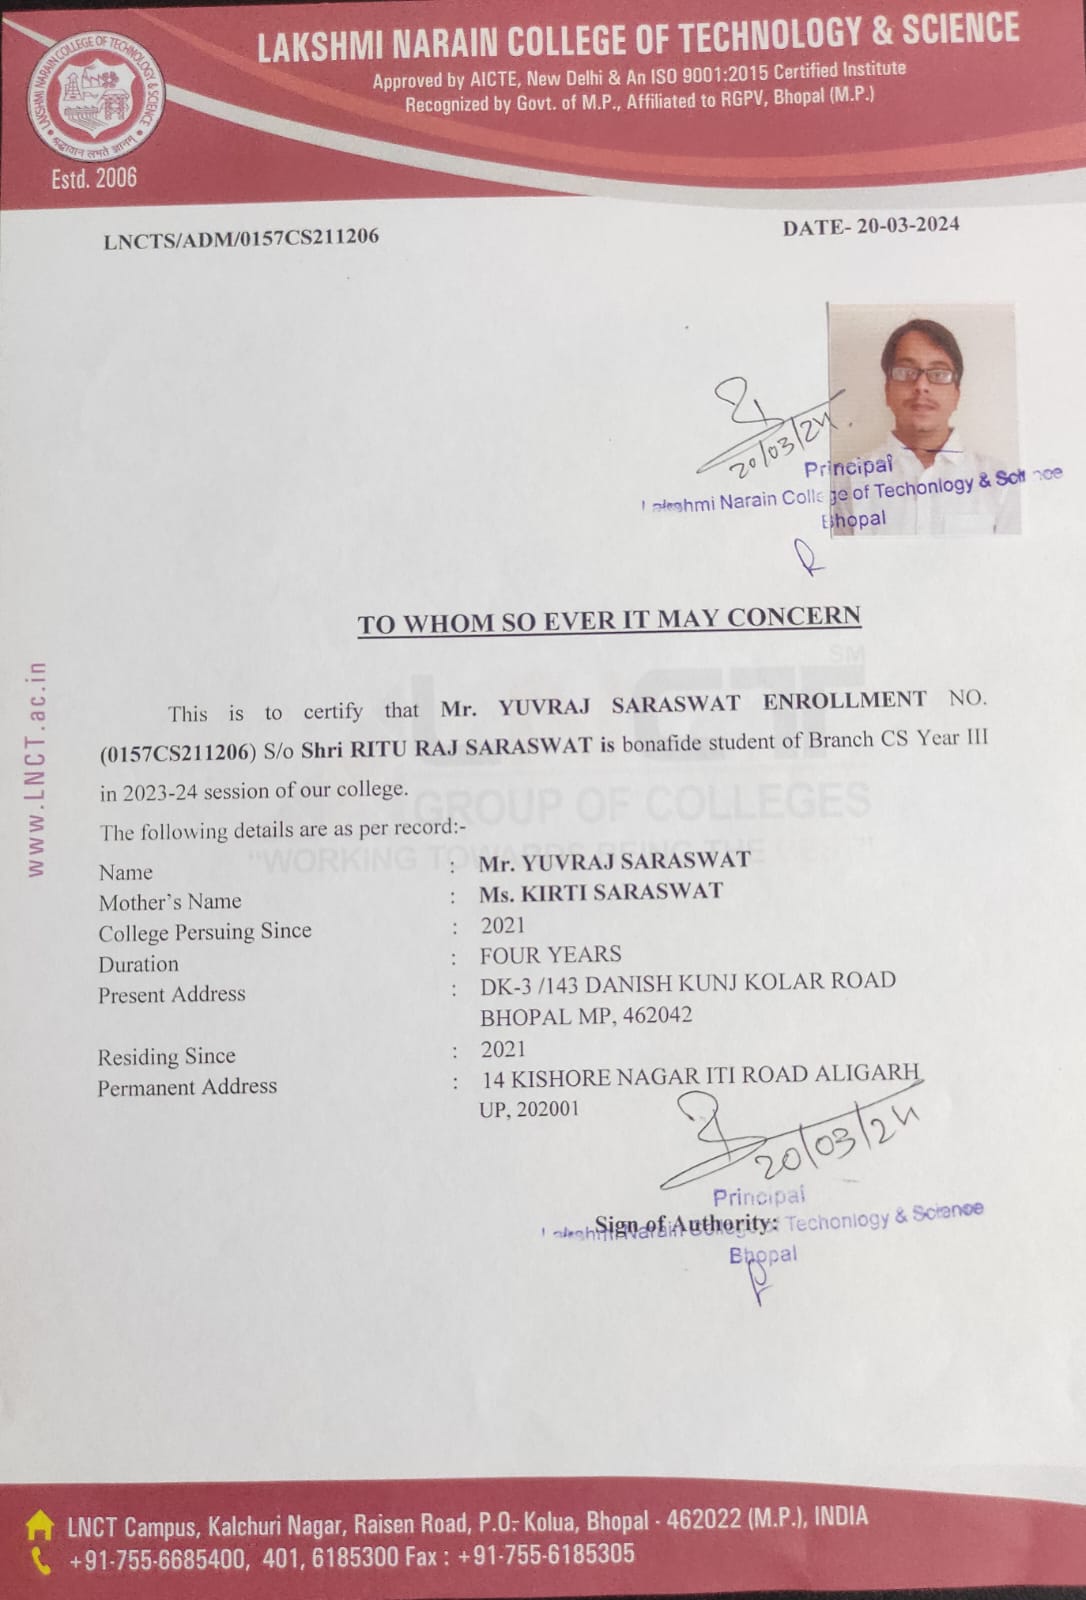 LAKSHMI NARAIN COLLEGE OF TECHNOLOGY & SCIENCE
Approved by AICTE, New Delhi & An ISO 9001:2015 Certified Institute
Recognized by Govt. of M.P., Affiliated to RGPV, Bhopal (M.P.)
LAKSHMI NARAIN COLLEGE OF TECHNOLOGY & SCIENCE
श्रद्धावान लभते ज्ञानम्
Estd. 2006
LNCTS/ADM/0157CS211206
DATE- 20-03-2024
20/03/24.
Principal
Lakshmi Narain College of Techonlogy & Science
Bhopal
TO WHOM SO EVER IT MAY CONCERN
This is to certify that Mr. YUVRAJ SARASWAT ENROLLMENT NO.
(0157CS211206) S/o Shri RITU RAJ SARASWAT is bonafide student of Branch CS Year III
in 2023-24 session of our college.
The following details are as per record:-
Name : Mr. YUVRAJ SARASWAT
Mother's Name : Ms. KIRTI SARASWAT
College Persuing Since : 2021
Duration : FOUR YEARS
Present Address : DK-3 /143 DANISH KUNJ KOLAR ROAD
BHOPAL MP, 462042
Residing Since : 2021
Permanent Address : 14 KISHORE NAGAR ITI ROAD ALIGARH
UP, 202001
20/03/24
Principal
Sign of Authority:
Lakshmi Narain College of Techonlogy & Science
Bhopal
www.LNCT.ac.in
LNCT SM
GROUP OF COLLEGES
"WORKING TOWARDS BEING THE BEST"
LNCT Campus, Kalchuri Nagar, Raisen Road, P.O.- Kolua, Bhopal - 462022 (M.P.), INDIA
+91-755-6685400, 401, 6185300 Fax : +91-755-6185305